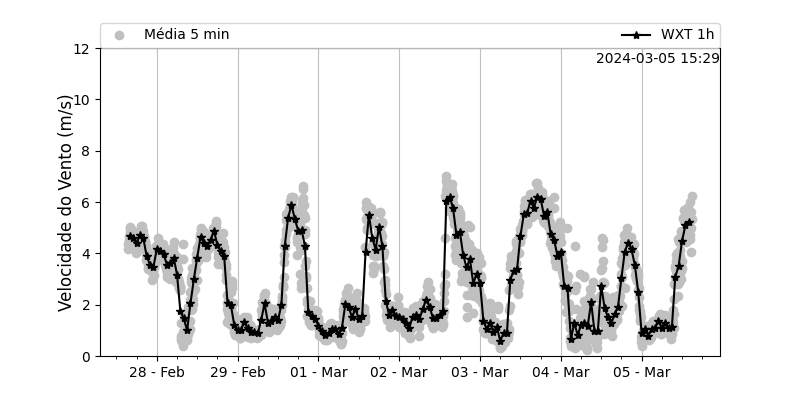 Média 5 min
WXT 1h
2024-03-05 15:29
Velocidade do Vento (m/s)
12
10
8
6
4
2
0
28 - Feb
29 - Feb
01 - Mar
02 - Mar
03 - Mar
04 - Mar
05 - Mar